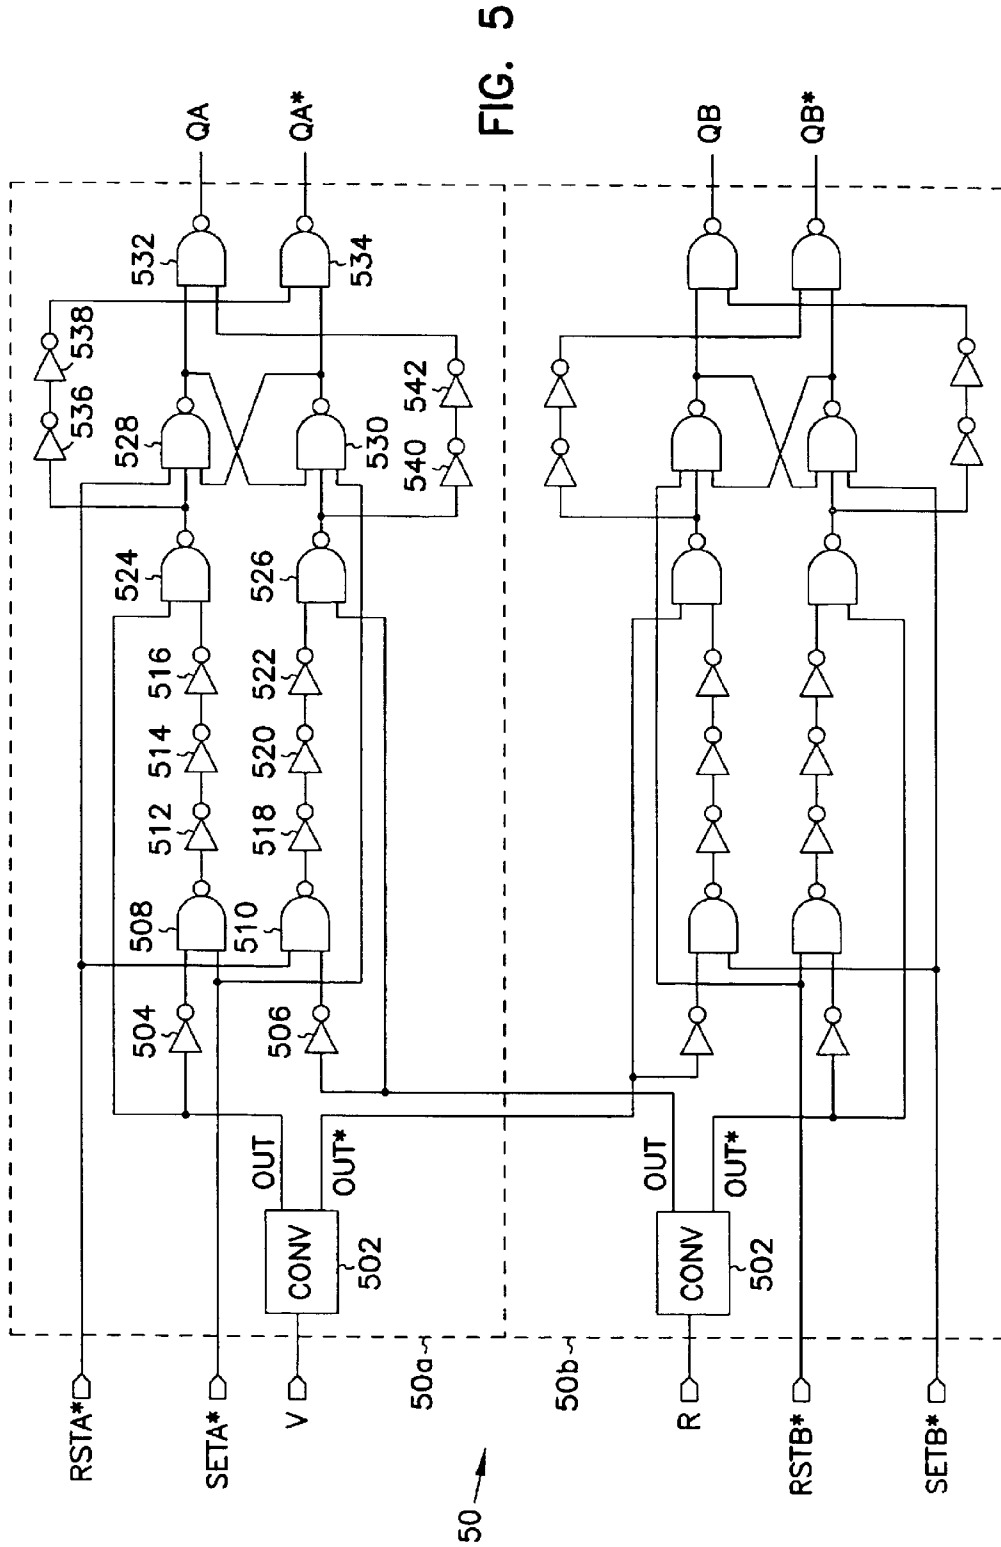 FIG. 5
50
50a
RSTA*
SETA*
V
CONV
502
OUT
OUT*
504
506
508
510
512
514
516
518
520
522
524
526
528
530
536
538
540
542
532
534
QA
QA*
50b
R
RSTB*
SETB*
CONV
502
OUT
OUT*
QB
QB*